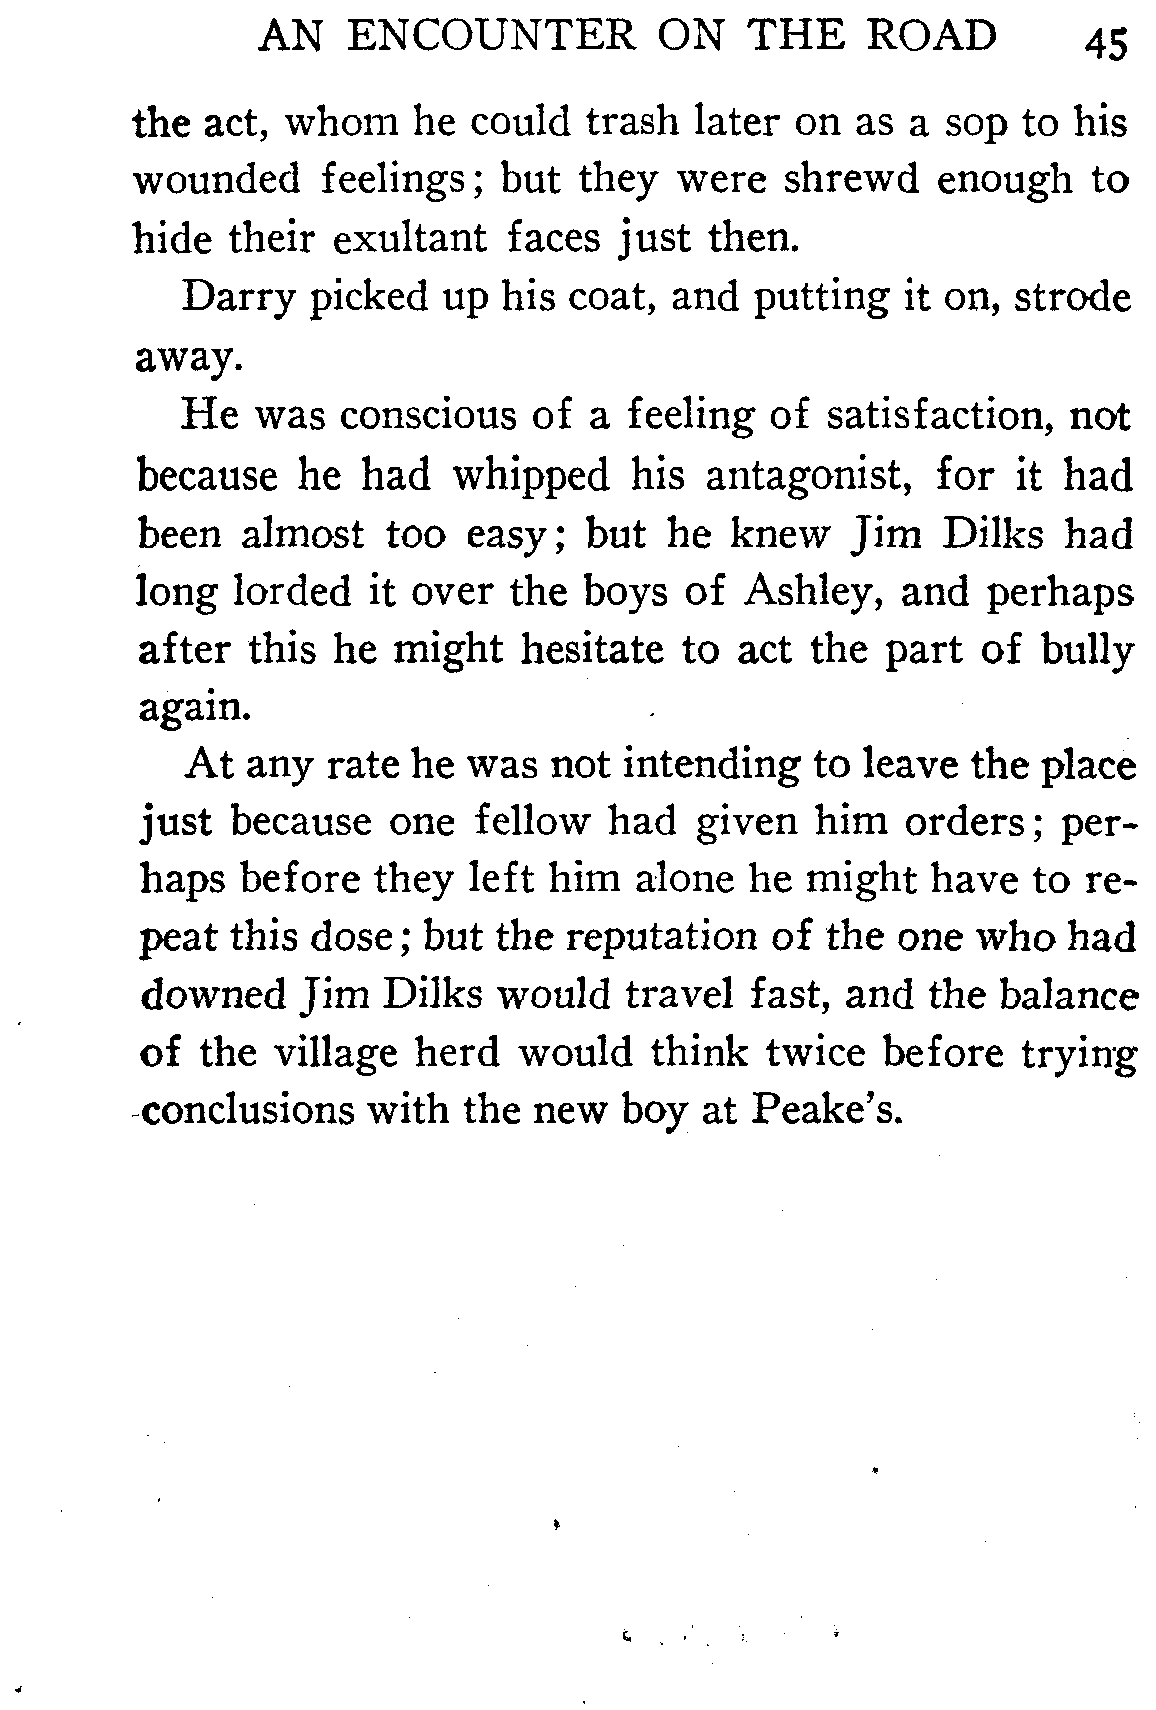 AN ENCOUNTER ON THE ROAD 45
the act, whom he could trash later on as a sop to his
wounded feelings; but they were shrewd enough to
hide their exultant faces just then.
Darry picked up his coat, and putting it on, strode
away.
He was conscious of a feeling of satisfaction, not
because he had whipped his antagonist, for it had
been almost too easy; but he knew Jim Dilks had
long lorded it over the boys of Ashley, and perhaps
after this he might hesitate to act the part of bully
again.
At any rate he was not intending to leave the place
just because one fellow had given him orders; per-
haps before they left him alone he might have to re-
peat this dose; but the reputation of the one who had
downed Jim Dilks would travel fast, and the balance
of the village herd would think twice before trying
conclusions with the new boy at Peake's.